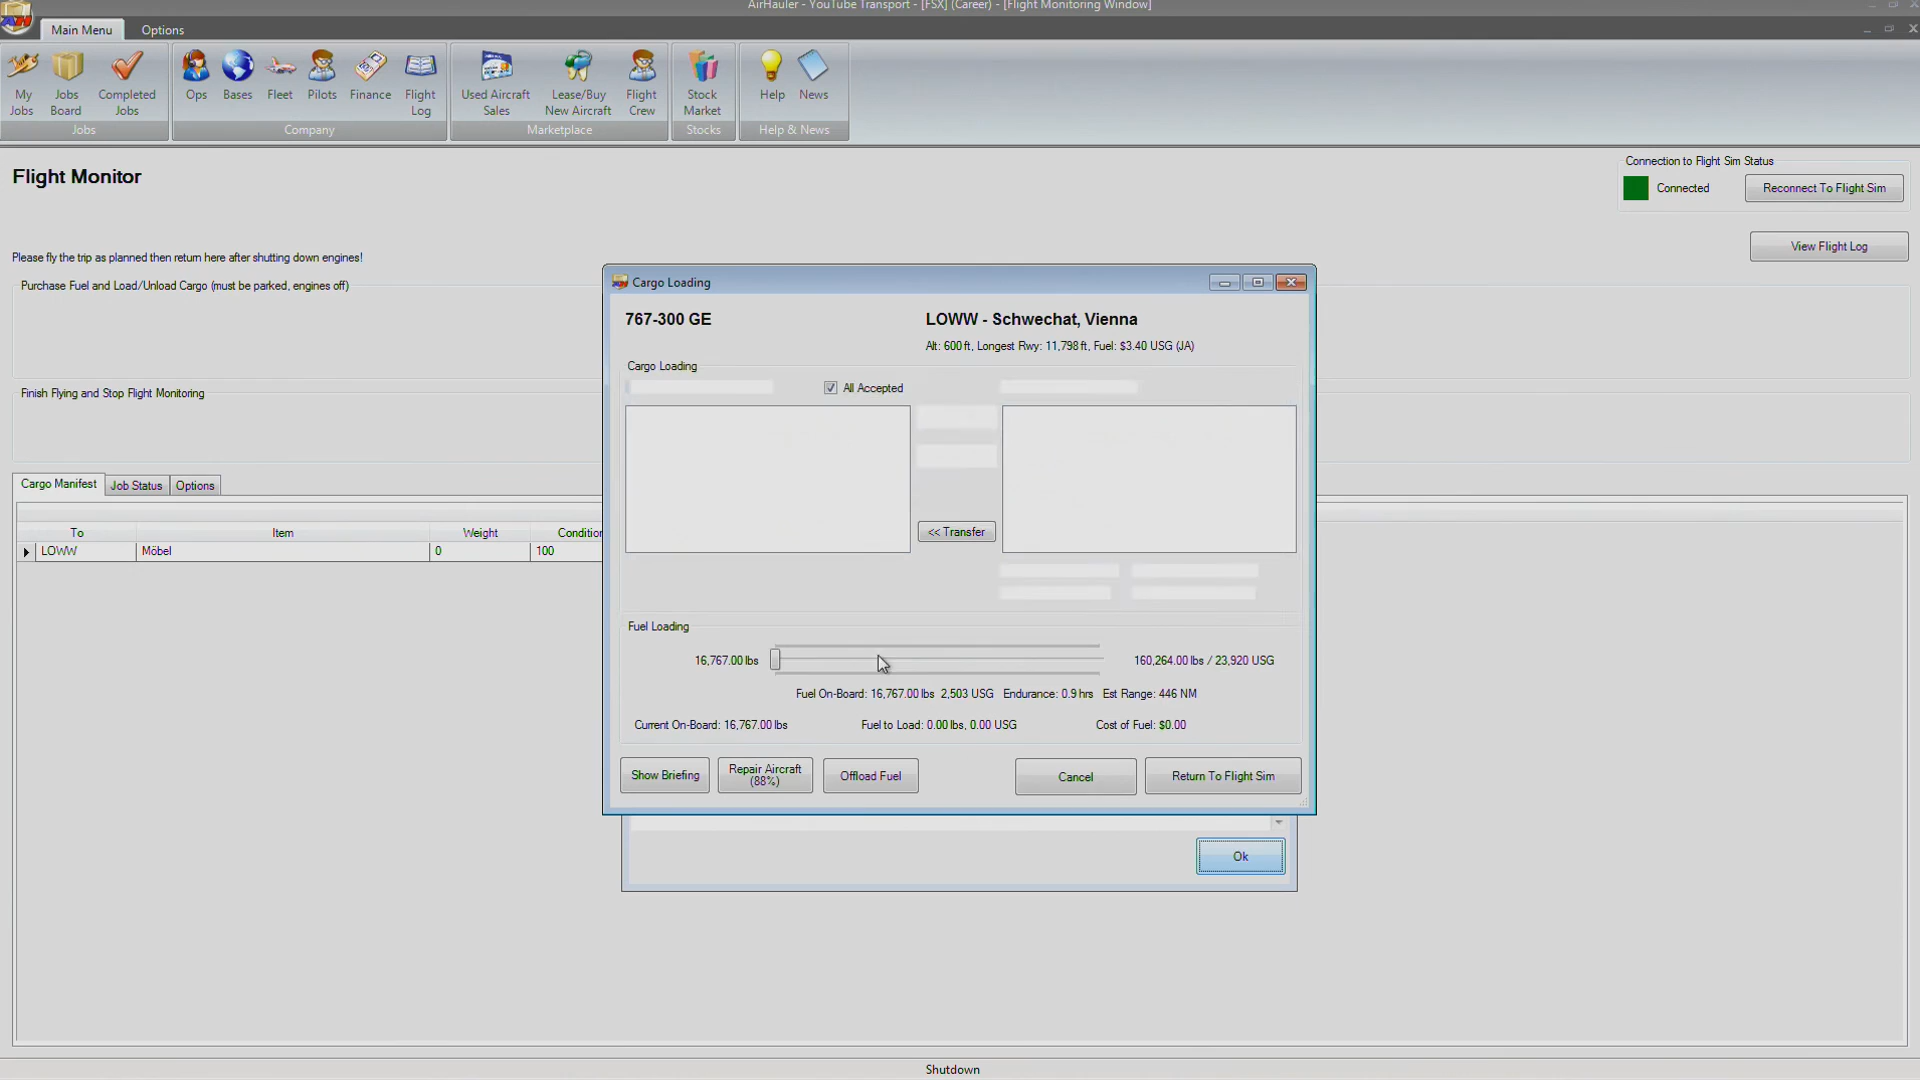 AirHauler - YouTube Transport - [FSX] (Career) - [Flight Monitoring Window]
Main Menu Options
My Jobs
Jobs Board
Completed Jobs
Ops
Bases
Fleet
Pilots
Finance
Flight Log
Used Aircraft Sales
Lease/Buy New Aircraft
Flight Crew
Stock Market
Help
News
Jobs
Company
Marketplace
Stocks
Help & News
Flight Monitor
Connection to Flight Sim Status
Connected
Reconnect To Flight Sim
View Flight Log
Please fly the trip as planned then return here after shutting down engines!
Purchase Fuel and Load/Unload Cargo (must be parked, engines off)
Finish Flying and Stop Flight Monitoring
Cargo Manifest Job Status Options
To Item Weight Condition
LOWW Möbel 0 100
Cargo Loading
767-300 GE
LOWW - Schwechat, Vienna
Alt: 600 ft, Longest Rwy: 11,798 ft, Fuel: $3.40 USG (JA)
Cargo Loading
All Accepted
<< Transfer
Fuel Loading
16,767.00 lbs
160,264.00 lbs / 23,920 USG
Fuel On-Board: 16,767.00 lbs 2,503 USG Endurance: 0.9 hrs Est Range: 446 NM
Current On-Board: 16,767.00 lbs
Fuel to Load: 0.00 lbs, 0.00 USG
Cost of Fuel: $0.00
Show Briefing
Repair Aircraft
(88%)
Offload Fuel
Cancel
Return To Flight Sim
Ok
Shutdown